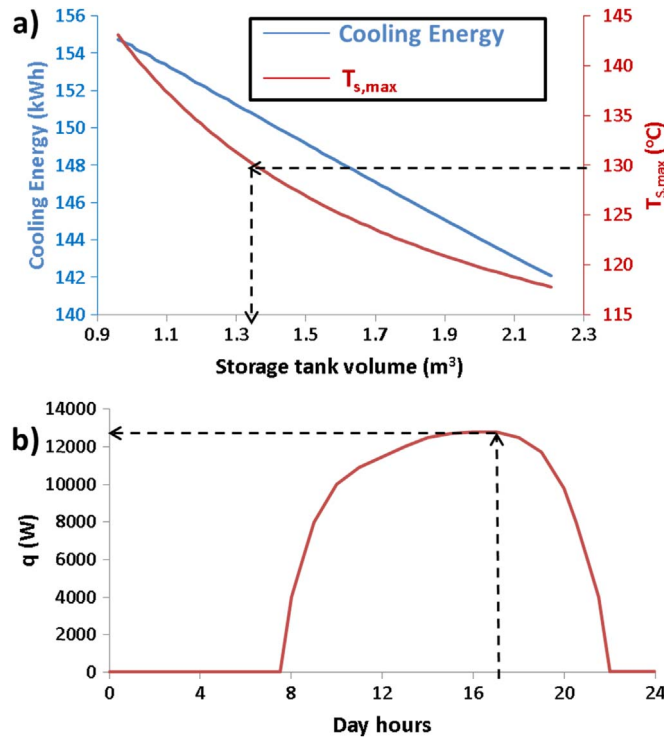 a)
Cooling Energy
T_s,max
156
154
152
150
148
146
144
142
140
Cooling Energy (kWh)
145
140
135
130
125
120
115
T_s,max (°C)
0.9 1.1 1.3 1.5 1.7 1.9 2.1 2.3
Storage tank volume (m³)
b)
14000
12000
10000
8000
6000
4000
2000
0
q (W)
0 4 8 12 16 20 24
Day hours